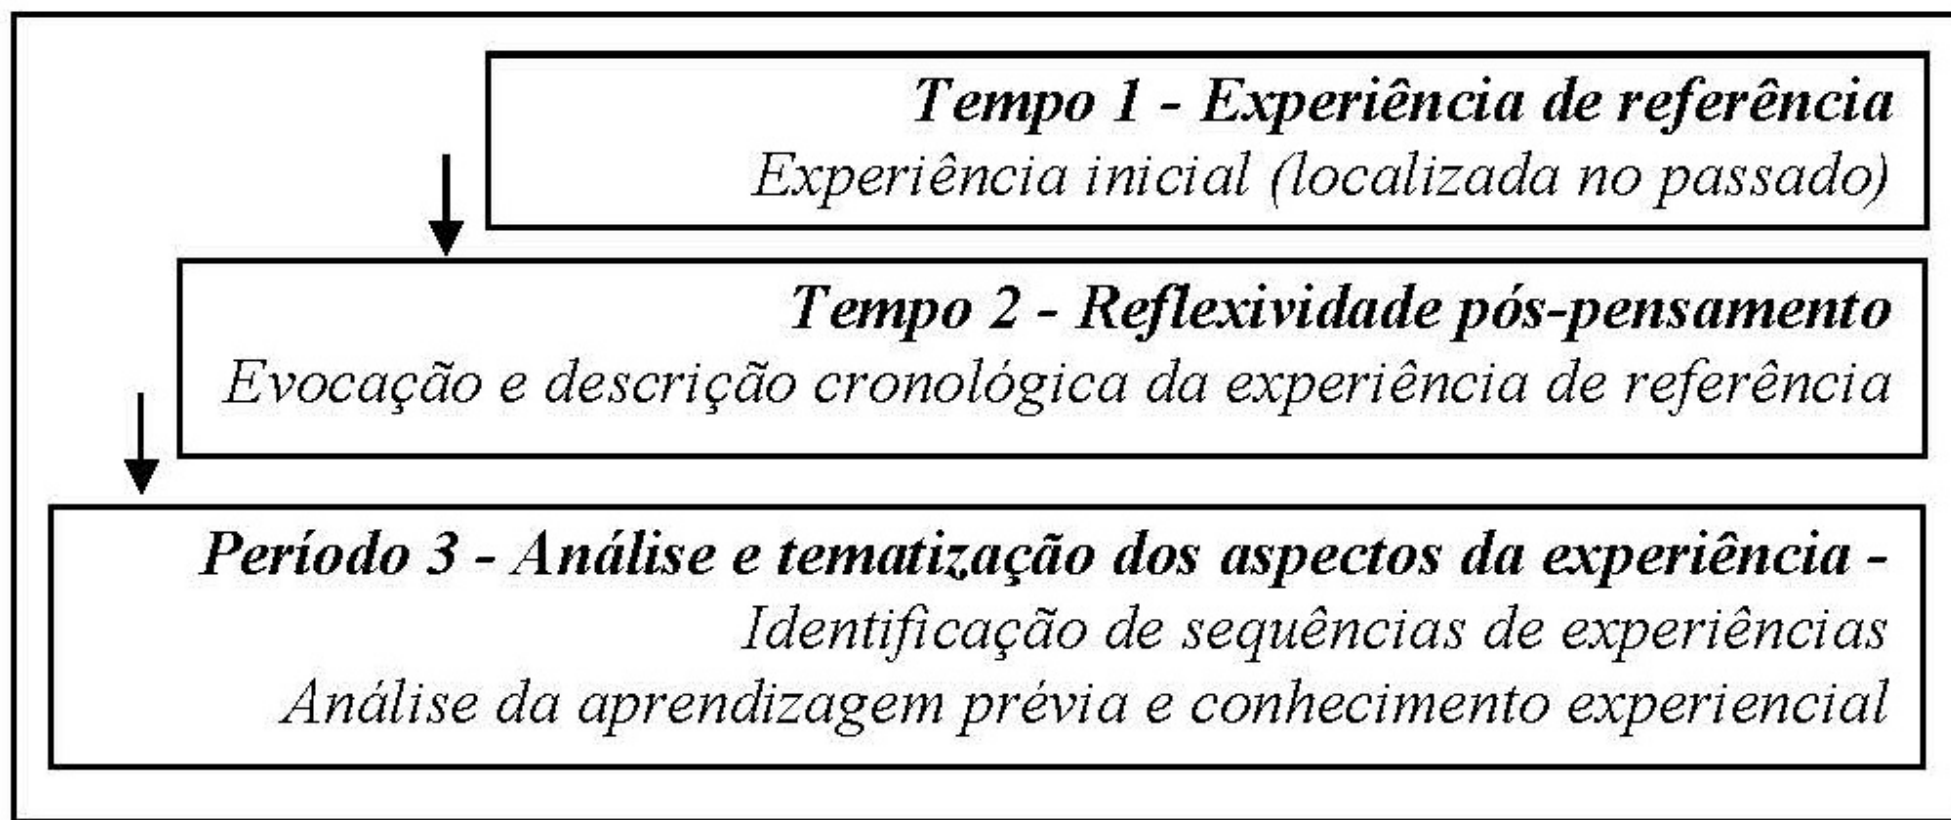 Tempo 1 - Experiência de referência
Experiência inicial (localizada no passado)
Tempo 2 - Reflexividade pós-pensamento
Evocação e descrição cronológica da experiência de referência
Período 3 - Análise e tematização dos aspectos da experiência -
Identificação de sequências de experiências
Análise da aprendizagem prévia e conhecimento experiencial